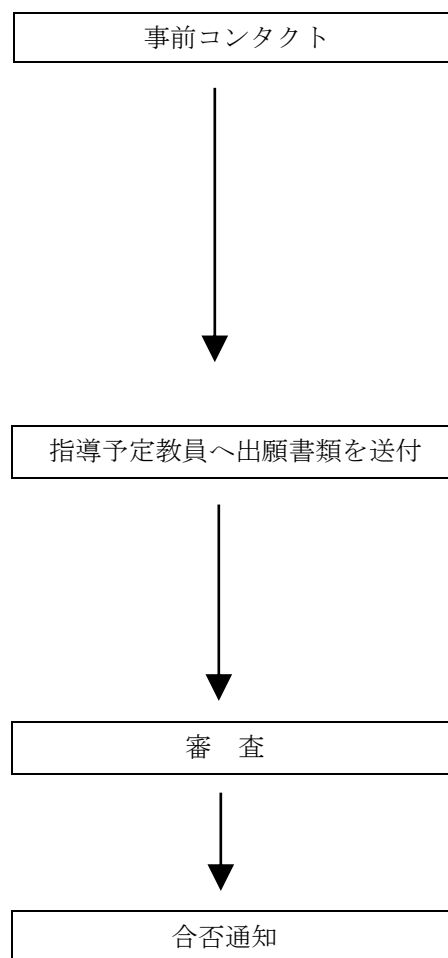 事前コンタクト
指導予定教員へ出願書類を送付
審　査
合否通知